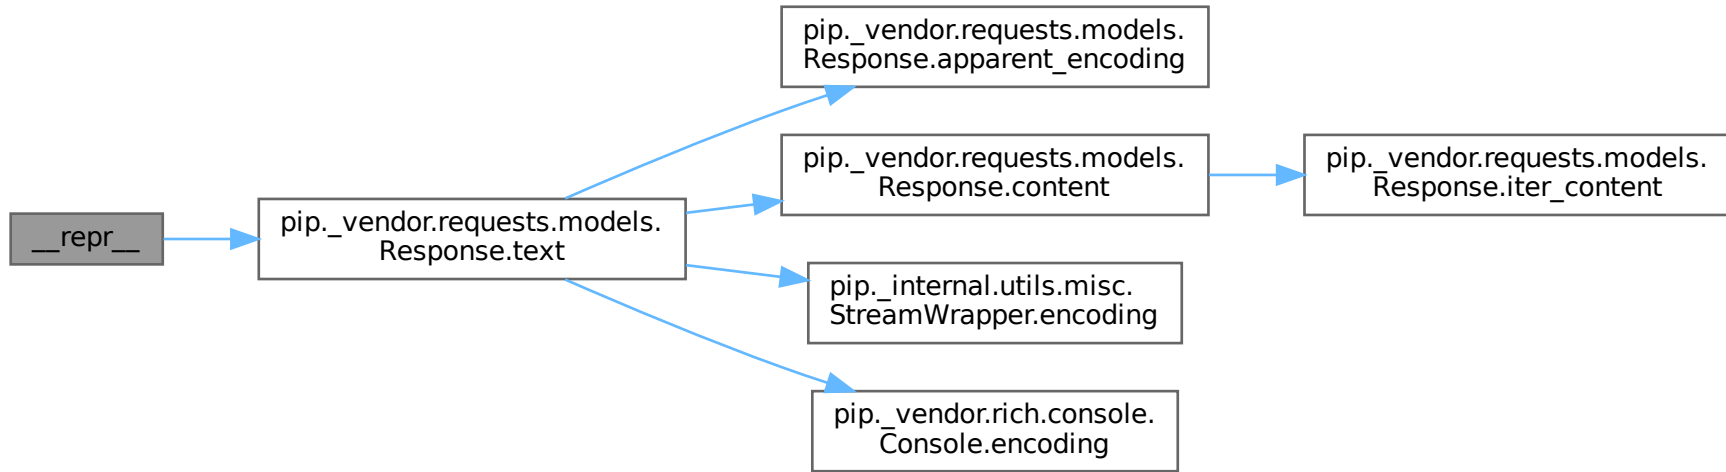 __repr__
pip._vendor.requests.models.
Response.text
pip._vendor.requests.models.
Response.apparent_encoding
pip._vendor.requests.models.
Response.content
pip._internal.utils.misc.
StreamWrapper.encoding
pip._vendor.rich.console.
Console.encoding
pip._vendor.requests.models.
Response.iter_content